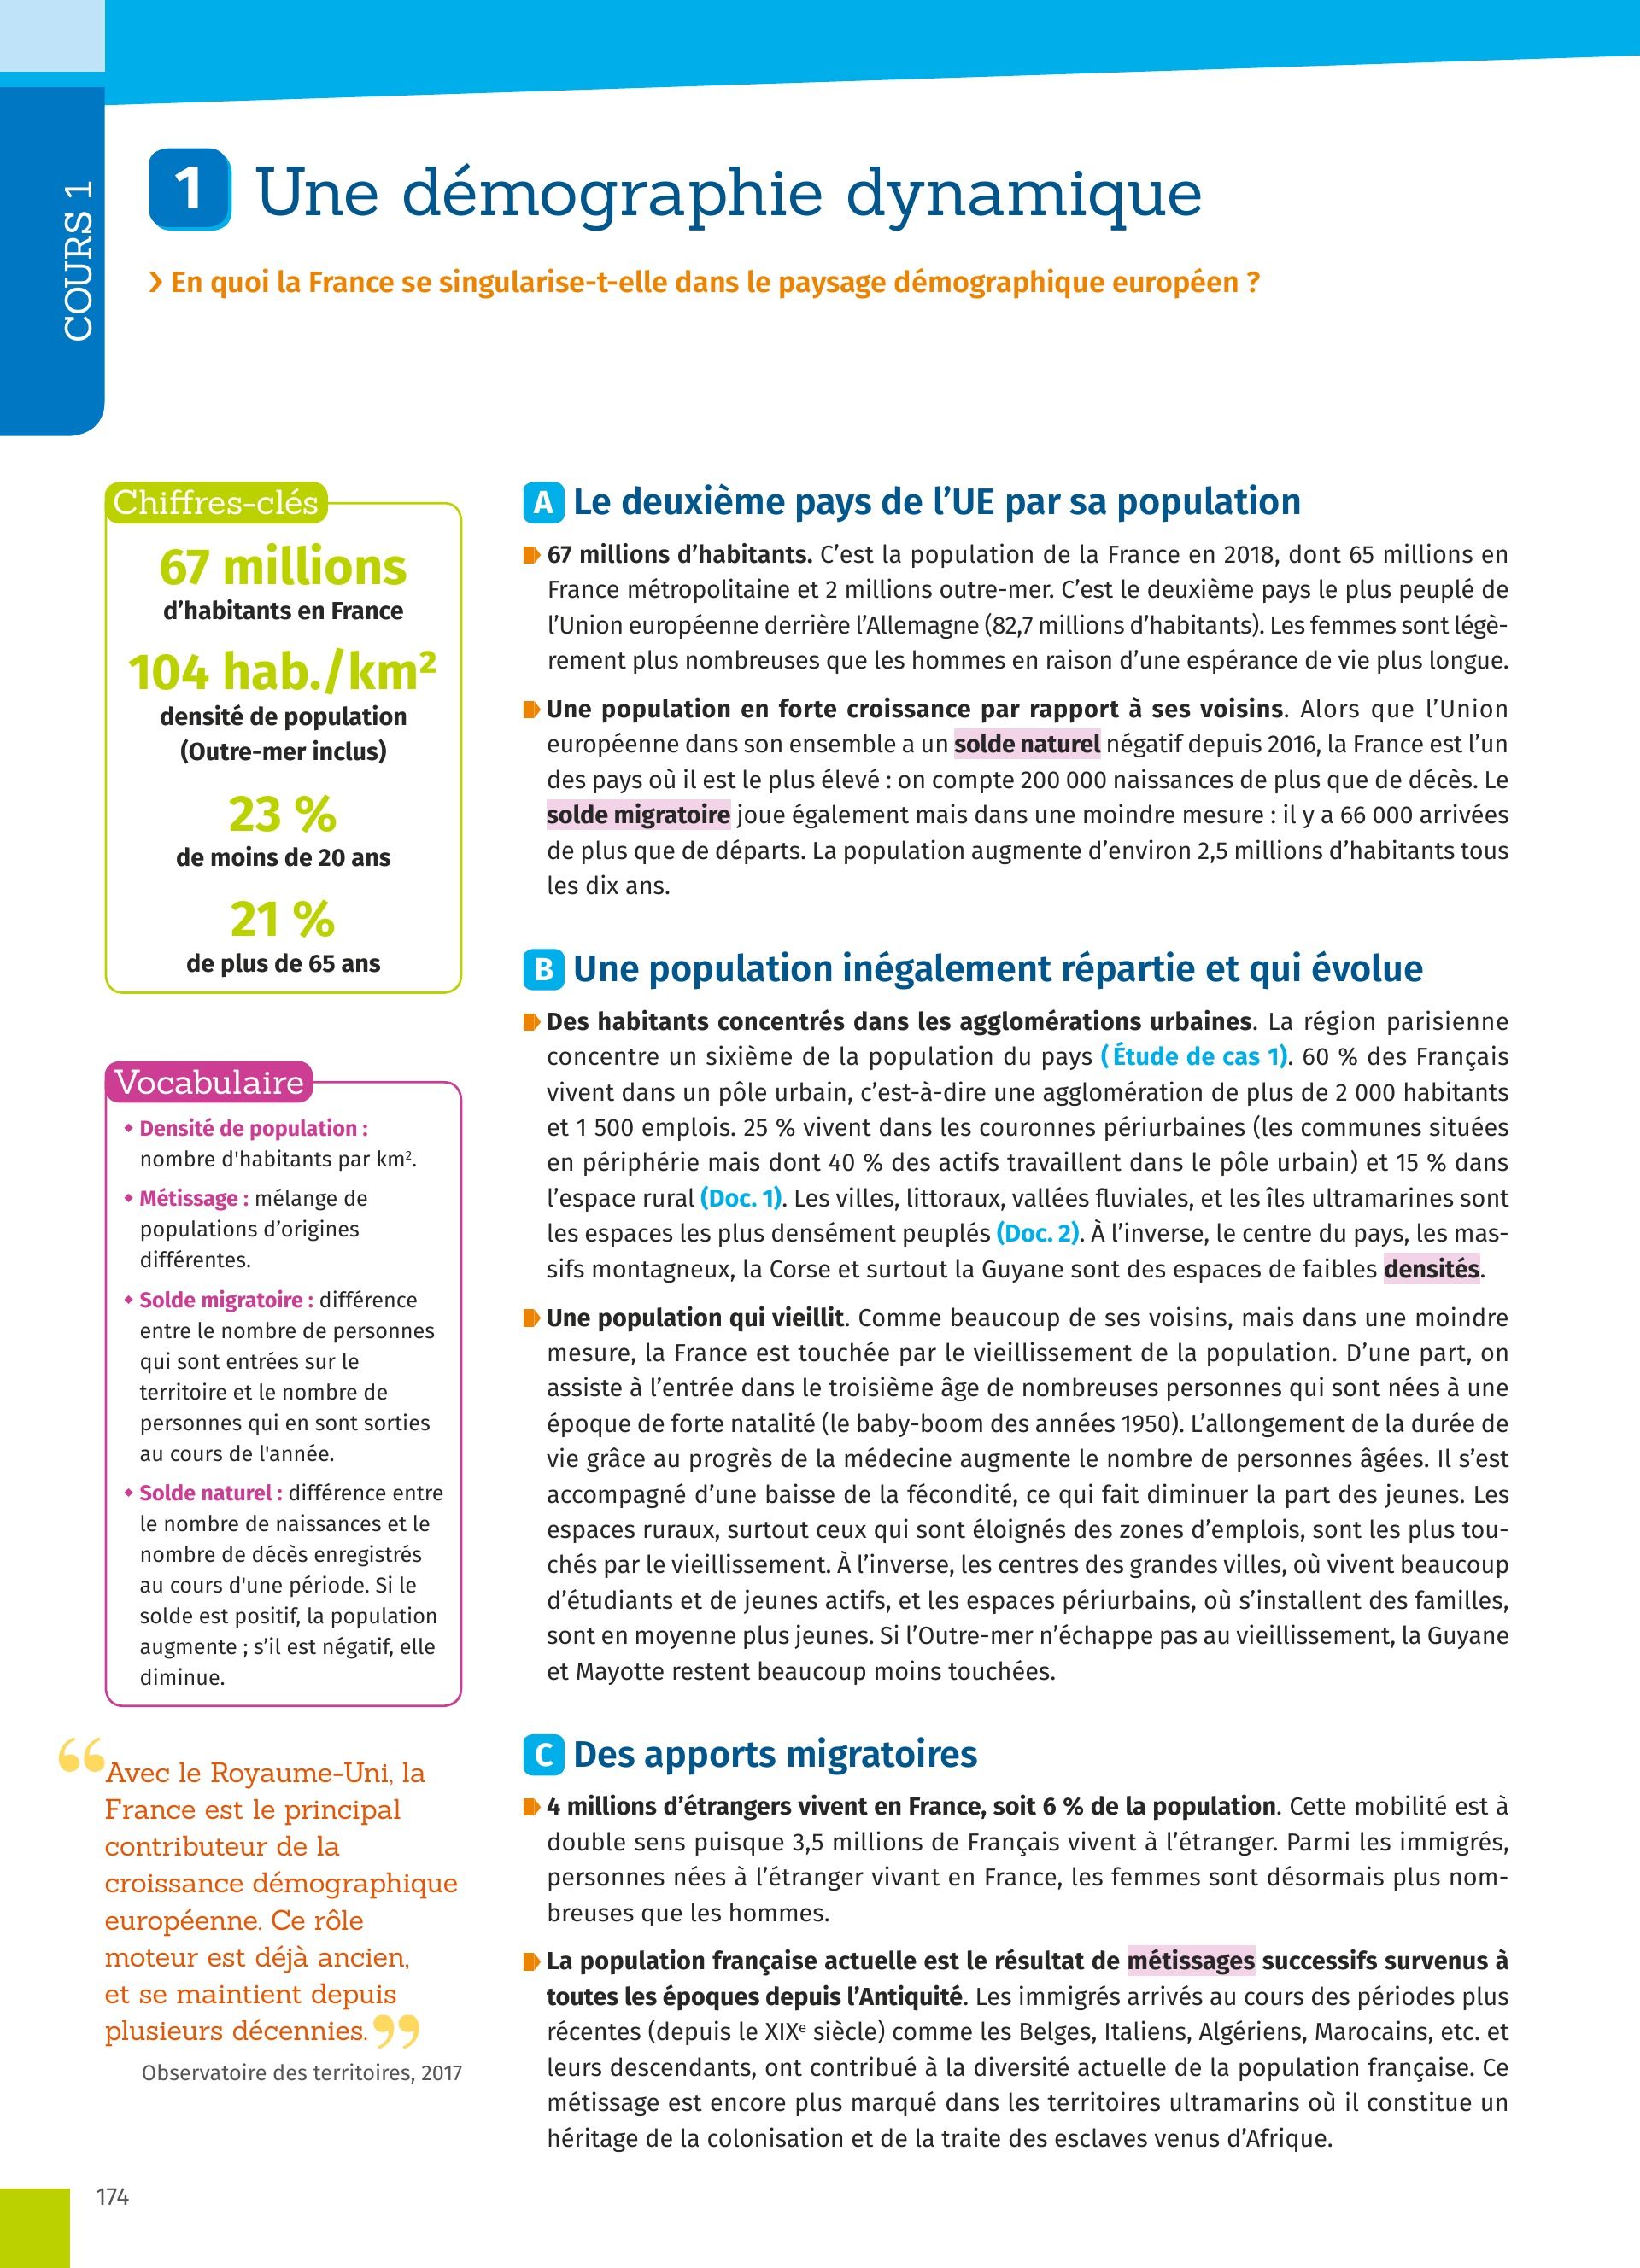 COURS 1
1 Une démographie dynamique
› En quoi la France se singularise-t-elle dans le paysage démographique européen ?
Chiffres-clés
67 millions
d’habitants en France
104 hab./km²
densité de population
(Outre-mer inclus)
23 %
de moins de 20 ans
21 %
de plus de 65 ans
Vocabulaire
◆ Densité de population :
nombre d'habitants par km².
◆ Métissage : mélange de
populations d’origines
différentes.
◆ Solde migratoire : différence
entre le nombre de personnes
qui sont entrées sur le
territoire et le nombre de
personnes qui en sont sorties
au cours de l'année.
◆ Solde naturel : différence entre
le nombre de naissances et le
nombre de décès enregistrés
au cours d'une période. Si le
solde est positif, la population
augmente ; s’il est négatif, elle
diminue.
“Avec le Royaume-Uni, la
France est le principal
contributeur de la
croissance démographique
européenne. Ce rôle
moteur est déjà ancien,
et se maintient depuis
plusieurs décennies.”
Observatoire des territoires, 2017
A Le deuxième pays de l’UE par sa population
67 millions d’habitants. C’est la population de la France en 2018, dont 65 millions en
France métropolitaine et 2 millions outre-mer. C’est le deuxième pays le plus peuplé de
l’Union européenne derrière l’Allemagne (82,7 millions d’habitants). Les femmes sont légè-
rement plus nombreuses que les hommes en raison d’une espérance de vie plus longue.
Une population en forte croissance par rapport à ses voisins. Alors que l’Union
européenne dans son ensemble a un solde naturel négatif depuis 2016, la France est l’un
des pays où il est le plus élevé : on compte 200 000 naissances de plus que de décès. Le
solde migratoire joue également mais dans une moindre mesure : il y a 66 000 arrivées
de plus que de départs. La population augmente d’environ 2,5 millions d’habitants tous
les dix ans.
B Une population inégalement répartie et qui évolue
Des habitants concentrés dans les agglomérations urbaines. La région parisienne
concentre un sixième de la population du pays (Étude de cas 1). 60 % des Français
vivent dans un pôle urbain, c’est-à-dire une agglomération de plus de 2 000 habitants
et 1 500 emplois. 25 % vivent dans les couronnes périurbaines (les communes situées
en périphérie mais dont 40 % des actifs travaillent dans le pôle urbain) et 15 % dans
l’espace rural (Doc. 1). Les villes, littoraux, vallées fluviales, et les îles ultramarines sont
les espaces les plus densément peuplés (Doc. 2). À l’inverse, le centre du pays, les mas-
sifs montagneux, la Corse et surtout la Guyane sont des espaces de faibles densités.
Une population qui vieillit. Comme beaucoup de ses voisins, mais dans une moindre
mesure, la France est touchée par le vieillissement de la population. D’une part, on
assiste à l’entrée dans le troisième âge de nombreuses personnes qui sont nées à une
époque de forte natalité (le baby-boom des années 1950). L’allongement de la durée de
vie grâce au progrès de la médecine augmente le nombre de personnes âgées. Il s’est
accompagné d’une baisse de la fécondité, ce qui fait diminuer la part des jeunes. Les
espaces ruraux, surtout ceux qui sont éloignés des zones d’emplois, sont les plus tou-
chés par le vieillissement. À l’inverse, les centres des grandes villes, où vivent beaucoup
d’étudiants et de jeunes actifs, et les espaces périurbains, où s’installent des familles,
sont en moyenne plus jeunes. Si l’Outre-mer n’échappe pas au vieillissement, la Guyane
et Mayotte restent beaucoup moins touchées.
C Des apports migratoires
4 millions d’étrangers vivent en France, soit 6 % de la population. Cette mobilité est à
double sens puisque 3,5 millions de Français vivent à l’étranger. Parmi les immigrés,
personnes nées à l’étranger vivant en France, les femmes sont désormais plus nom-
breuses que les hommes.
La population française actuelle est le résultat de métissages successifs survenus à
toutes les époques depuis l’Antiquité. Les immigrés arrivés au cours des périodes plus
récentes (depuis le XIXe siècle) comme les Belges, Italiens, Algériens, Marocains, etc. et
leurs descendants, ont contribué à la diversité actuelle de la population française. Ce
métissage est encore plus marqué dans les territoires ultramarins où il constitue un
héritage de la colonisation et de la traite des esclaves venus d’Afrique.
174